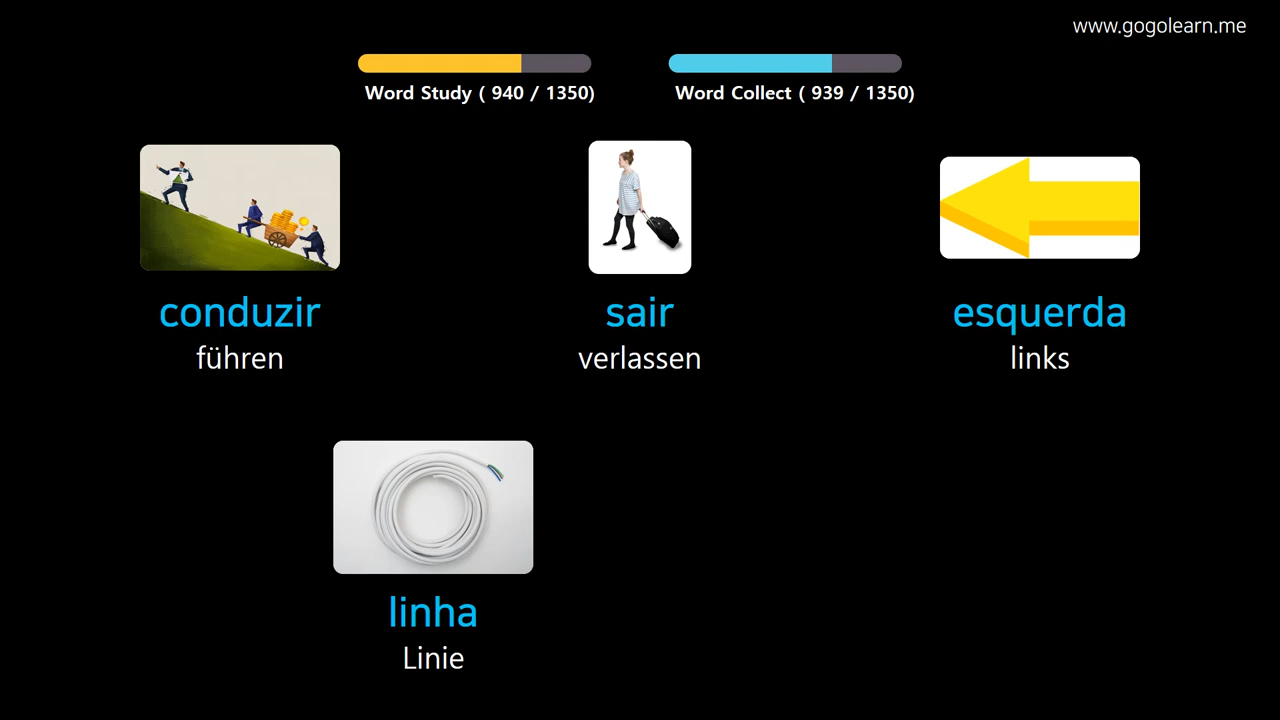 www.gogolearn.me
Word Study ( 940 / 1350)
Word Collect ( 939 / 1350)
conduzir
führen
sair
verlassen
esquerda
links
linha
Linie